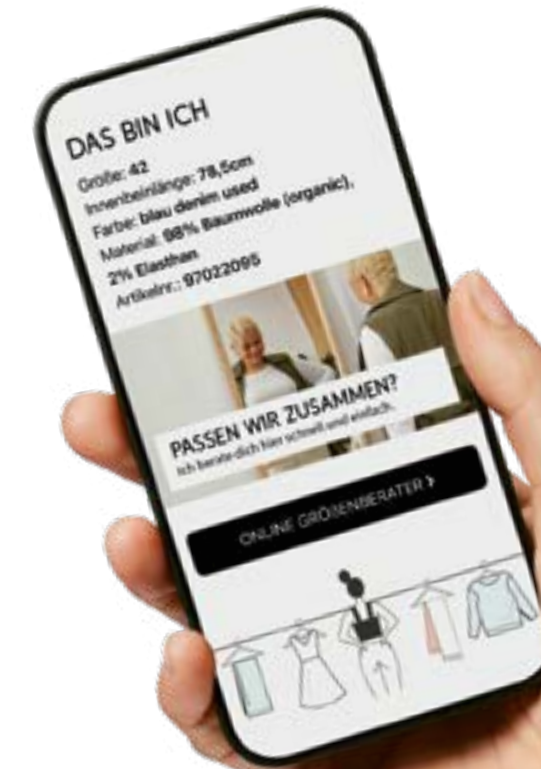 DAS BIN ICH
Größe: 42
Innenbeinlänge: 78,5cm
Farbe: blau denim used
Material: 98% Baumwolle (organic),
2% Elasthan
Artikelnr.: 97022095
PASSEN WIR ZUSAMMEN?
Ich berate dich hier schnell und einfach.
ONLINE GRÖßENBERATER >